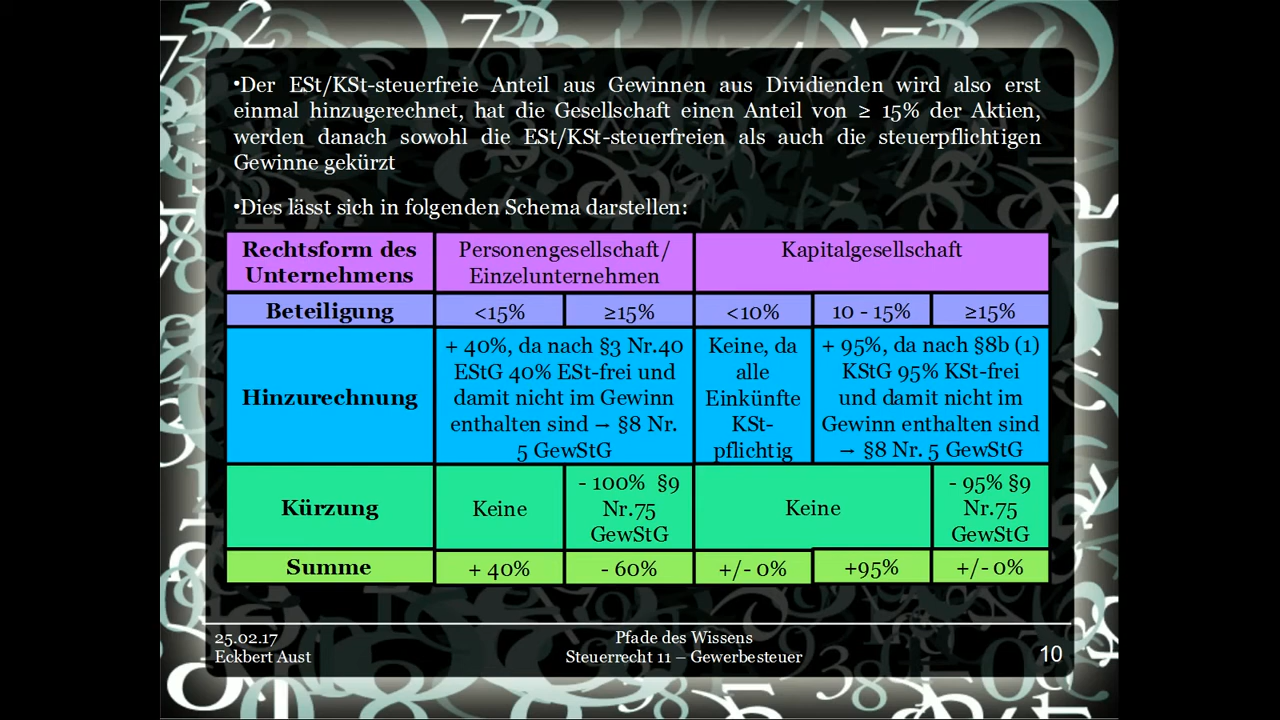 •Der ESt/KSt-steuerfreie Anteil aus Gewinnen aus Dividienden wird also erst
einmal hinzugerechnet, hat die Gesellschaft einen Anteil von ≥ 15% der Aktien,
werden danach sowohl die ESt/KSt-steuerfreien als auch die steuerpflichtigen
Gewinne gekürzt
•Dies lässt sich in folgenden Schema darstellen:
Rechtsform des
Unternehmens
Personengesellschaft/
Einzelunternehmen
Kapitalgesellschaft
Beteiligung
<15%
≥15%
<10%
10 - 15%
≥15%
Hinzurechnung
+ 40%, da nach §3 Nr.40
EStG 40% ESt-frei und
damit nicht im Gewinn
enthalten sind → §8 Nr.
5 GewStG
Keine, da
alle
Einkünfte
KSt-
pflichtig
+ 95%, da nach §8b (1)
KStG 95% KSt-frei
und damit nicht im
Gewinn enthalten sind
→ §8 Nr. 5 GewStG
Kürzung
Keine
- 100% §9
Nr.75
GewStG
Keine
- 95% §9
Nr.75
GewStG
Summe
+ 40%
- 60%
+/- 0%
+95%
+/- 0%
25.02.17
Eckbert Aust
Pfade des Wissens
Steuerrecht 11 – Gewerbesteuer
10